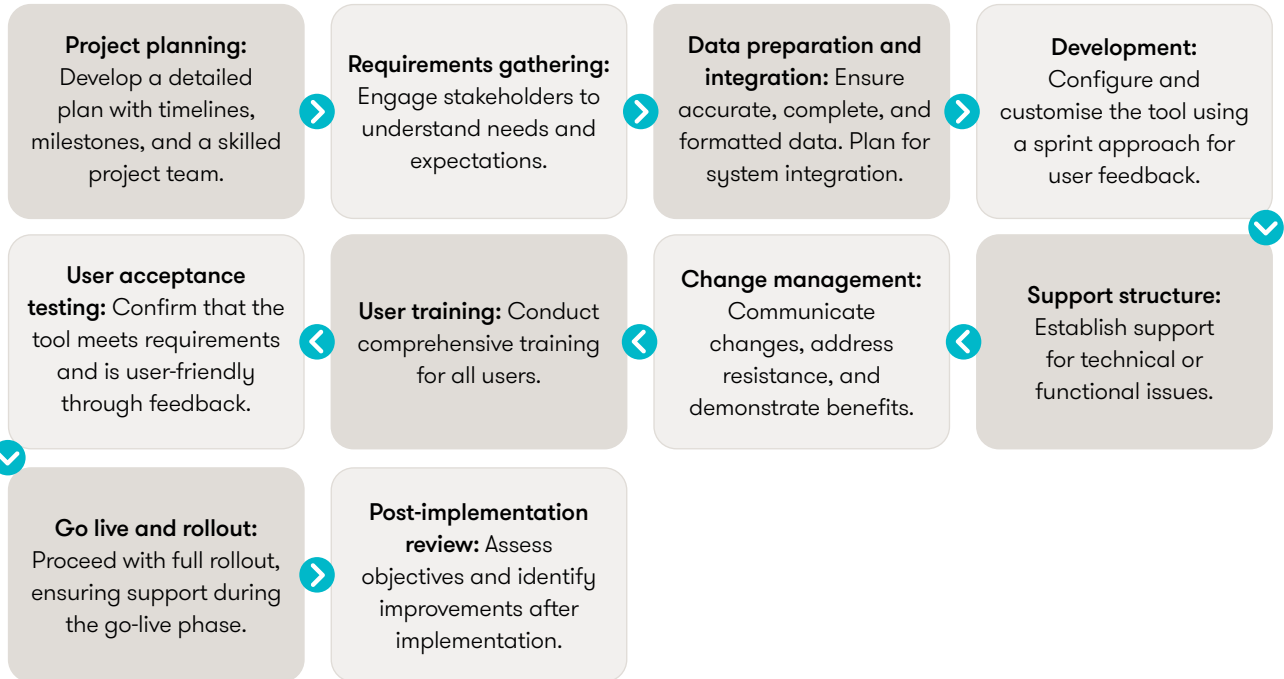 Project planning:
Develop a detailed
plan with timelines,
milestones, and a skilled
project team.
Requirements gathering:
Engage stakeholders to
understand needs and
expectations.
Data preparation and
integration: Ensure
accurate, complete, and
formatted data. Plan for
system integration.
Development:
Configure and
customise the tool using
a sprint approach for
user feedback.
Support structure:
Establish support
for technical or
functional issues.
Change management:
Communicate
changes, address
resistance, and
demonstrate benefits.
User training: Conduct
comprehensive training
for all users.
User acceptance
testing: Confirm that the
tool meets requirements
and is user-friendly
through feedback.
Go live and rollout:
Proceed with full rollout,
ensuring support during
the go-live phase.
Post-implementation
review: Assess
objectives and identify
improvements after
implementation.